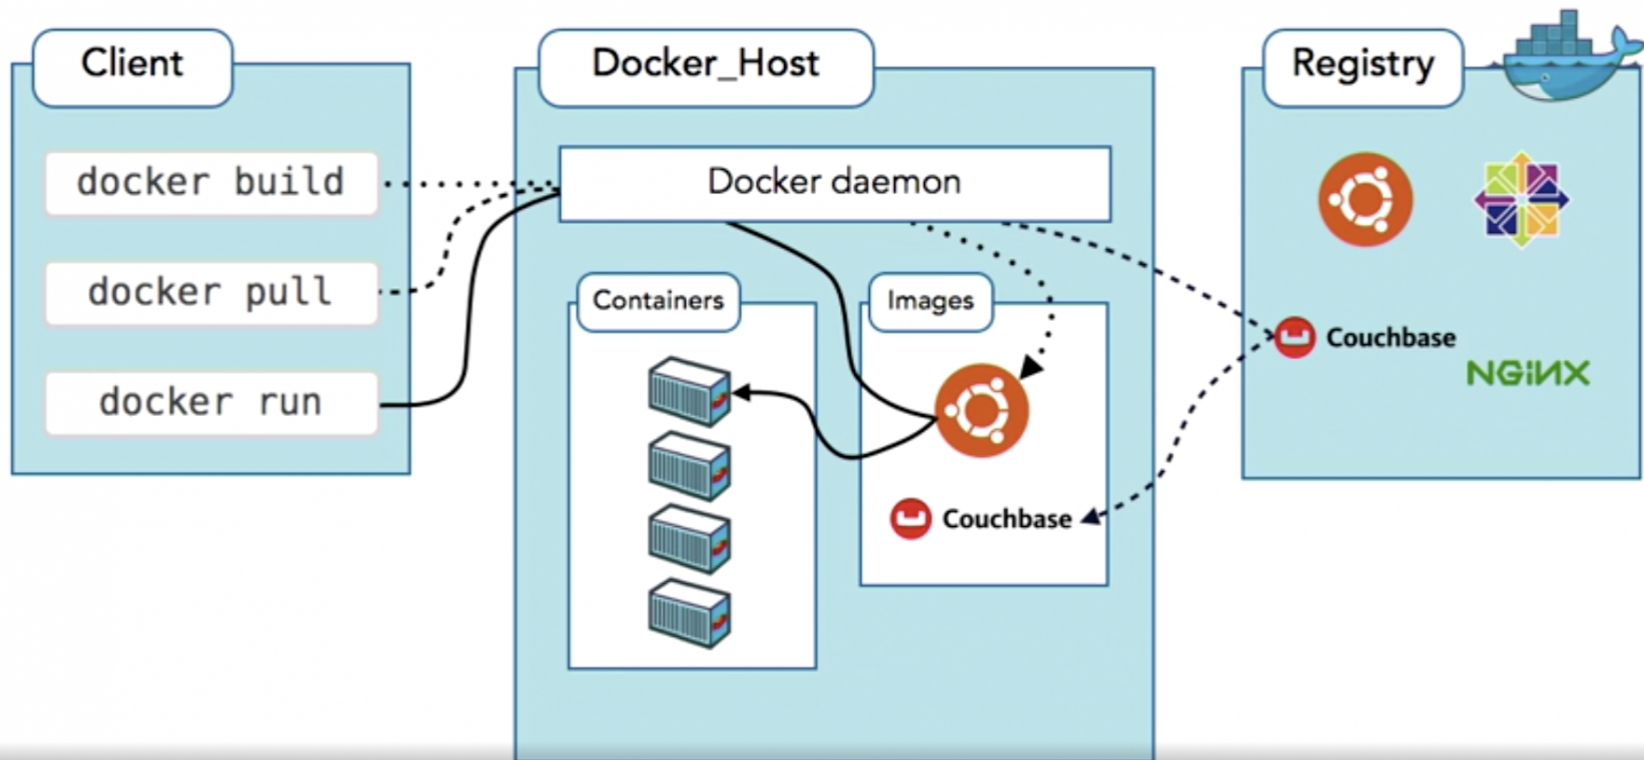 Client
docker build
docker pull
docker run
Docker_Host
Docker daemon
Containers
Images
Couchbase
Registry
Couchbase
NGiNX